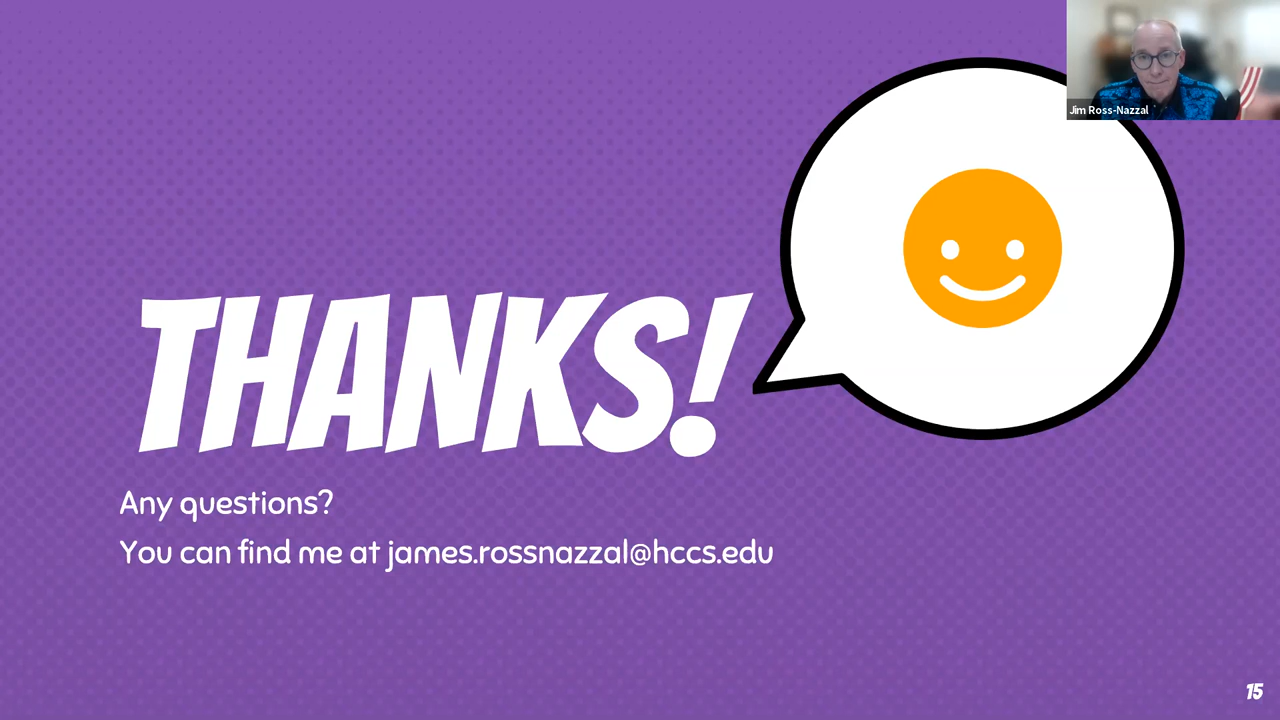 Jim Ross-Nazzal
THANKS!
Any questions?
You can find me at james.rossnazzal@hccs.edu
15